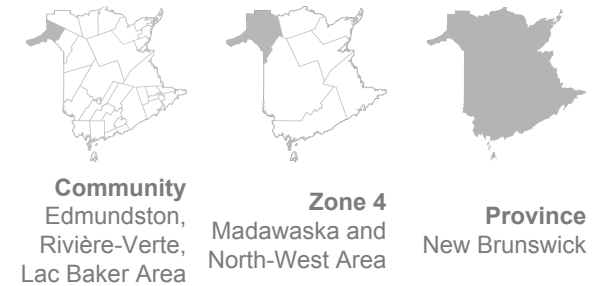 Community
Edmundston,
Rivière-Verte,
Lac Baker Area
Zone 4
Madawaska and
North-West Area
Province
New Brunswick